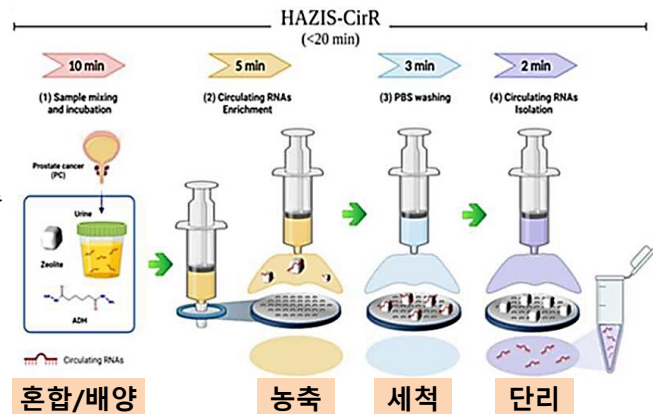 HAZIS-CirR
(<20 min)
10 min
5 min
3 min
2 min
(1) Sample mixing
and incubation
(2) Circulating RNAs
Enrichment
(3) PBS washing
(4) Circulating RNAs
Isolation
Prostate cancer
(PC)
Urine
Zeolite
ADH
Circulating RNAs
혼합/배양
농축
세척
단리